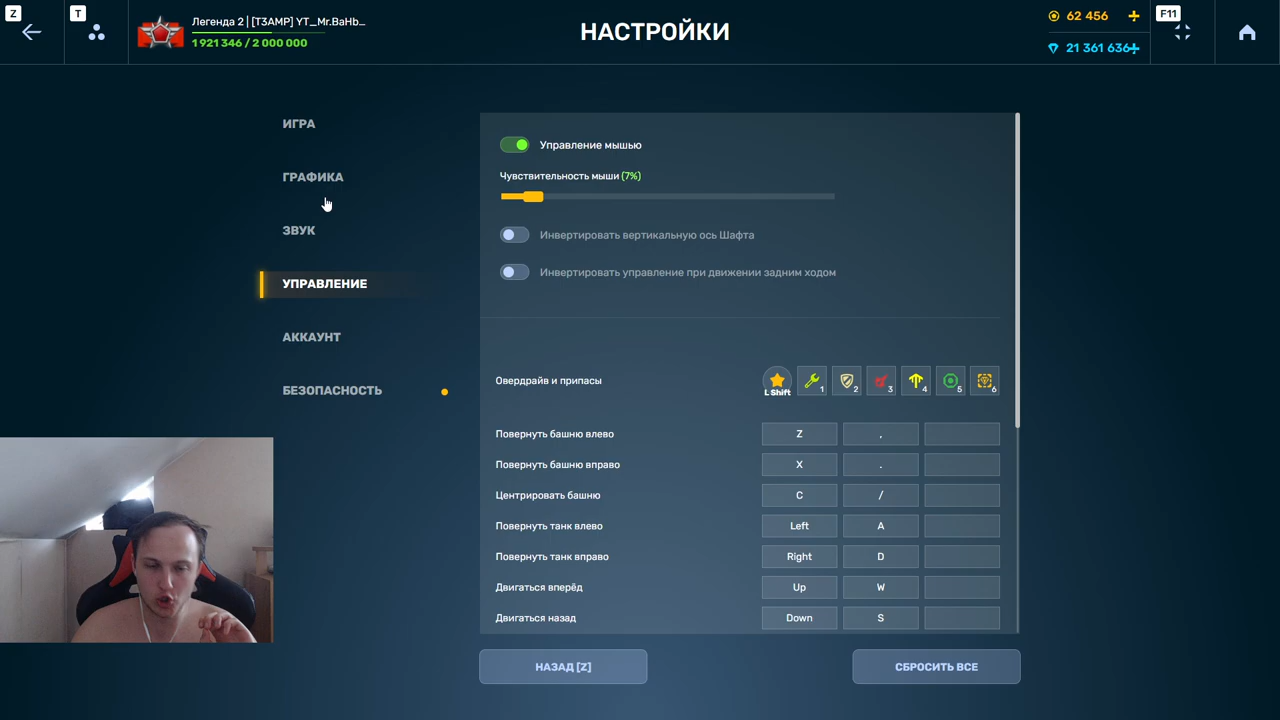 Z
T
Легенда 2 | [T3AMP] YT_Mr.BaHb...
1 921 346 / 2 000 000
НАСТРОЙКИ
62 456
21 361 636
F11
ИГРА
ГРАФИКА
ЗВУК
УПРАВЛЕНИЕ
АККАУНТ
БЕЗОПАСНОСТЬ
Управление мышью
Чувствительность мыши (7%)
Инвертировать вертикальную ось Шафта
Инвертировать управление при движении задним ходом
Овердрайв и припасы L Shift 1 2 3 4 5 6
Повернуть башню влево Z ,
Повернуть башню вправо X .
Центрировать башню C /
Повернуть танк влево Left A
Повернуть танк вправо Right D
Двигаться вперёд Up W
Двигаться назад Down S
НАЗАД [Z]
СБРОСИТЬ ВСЕ